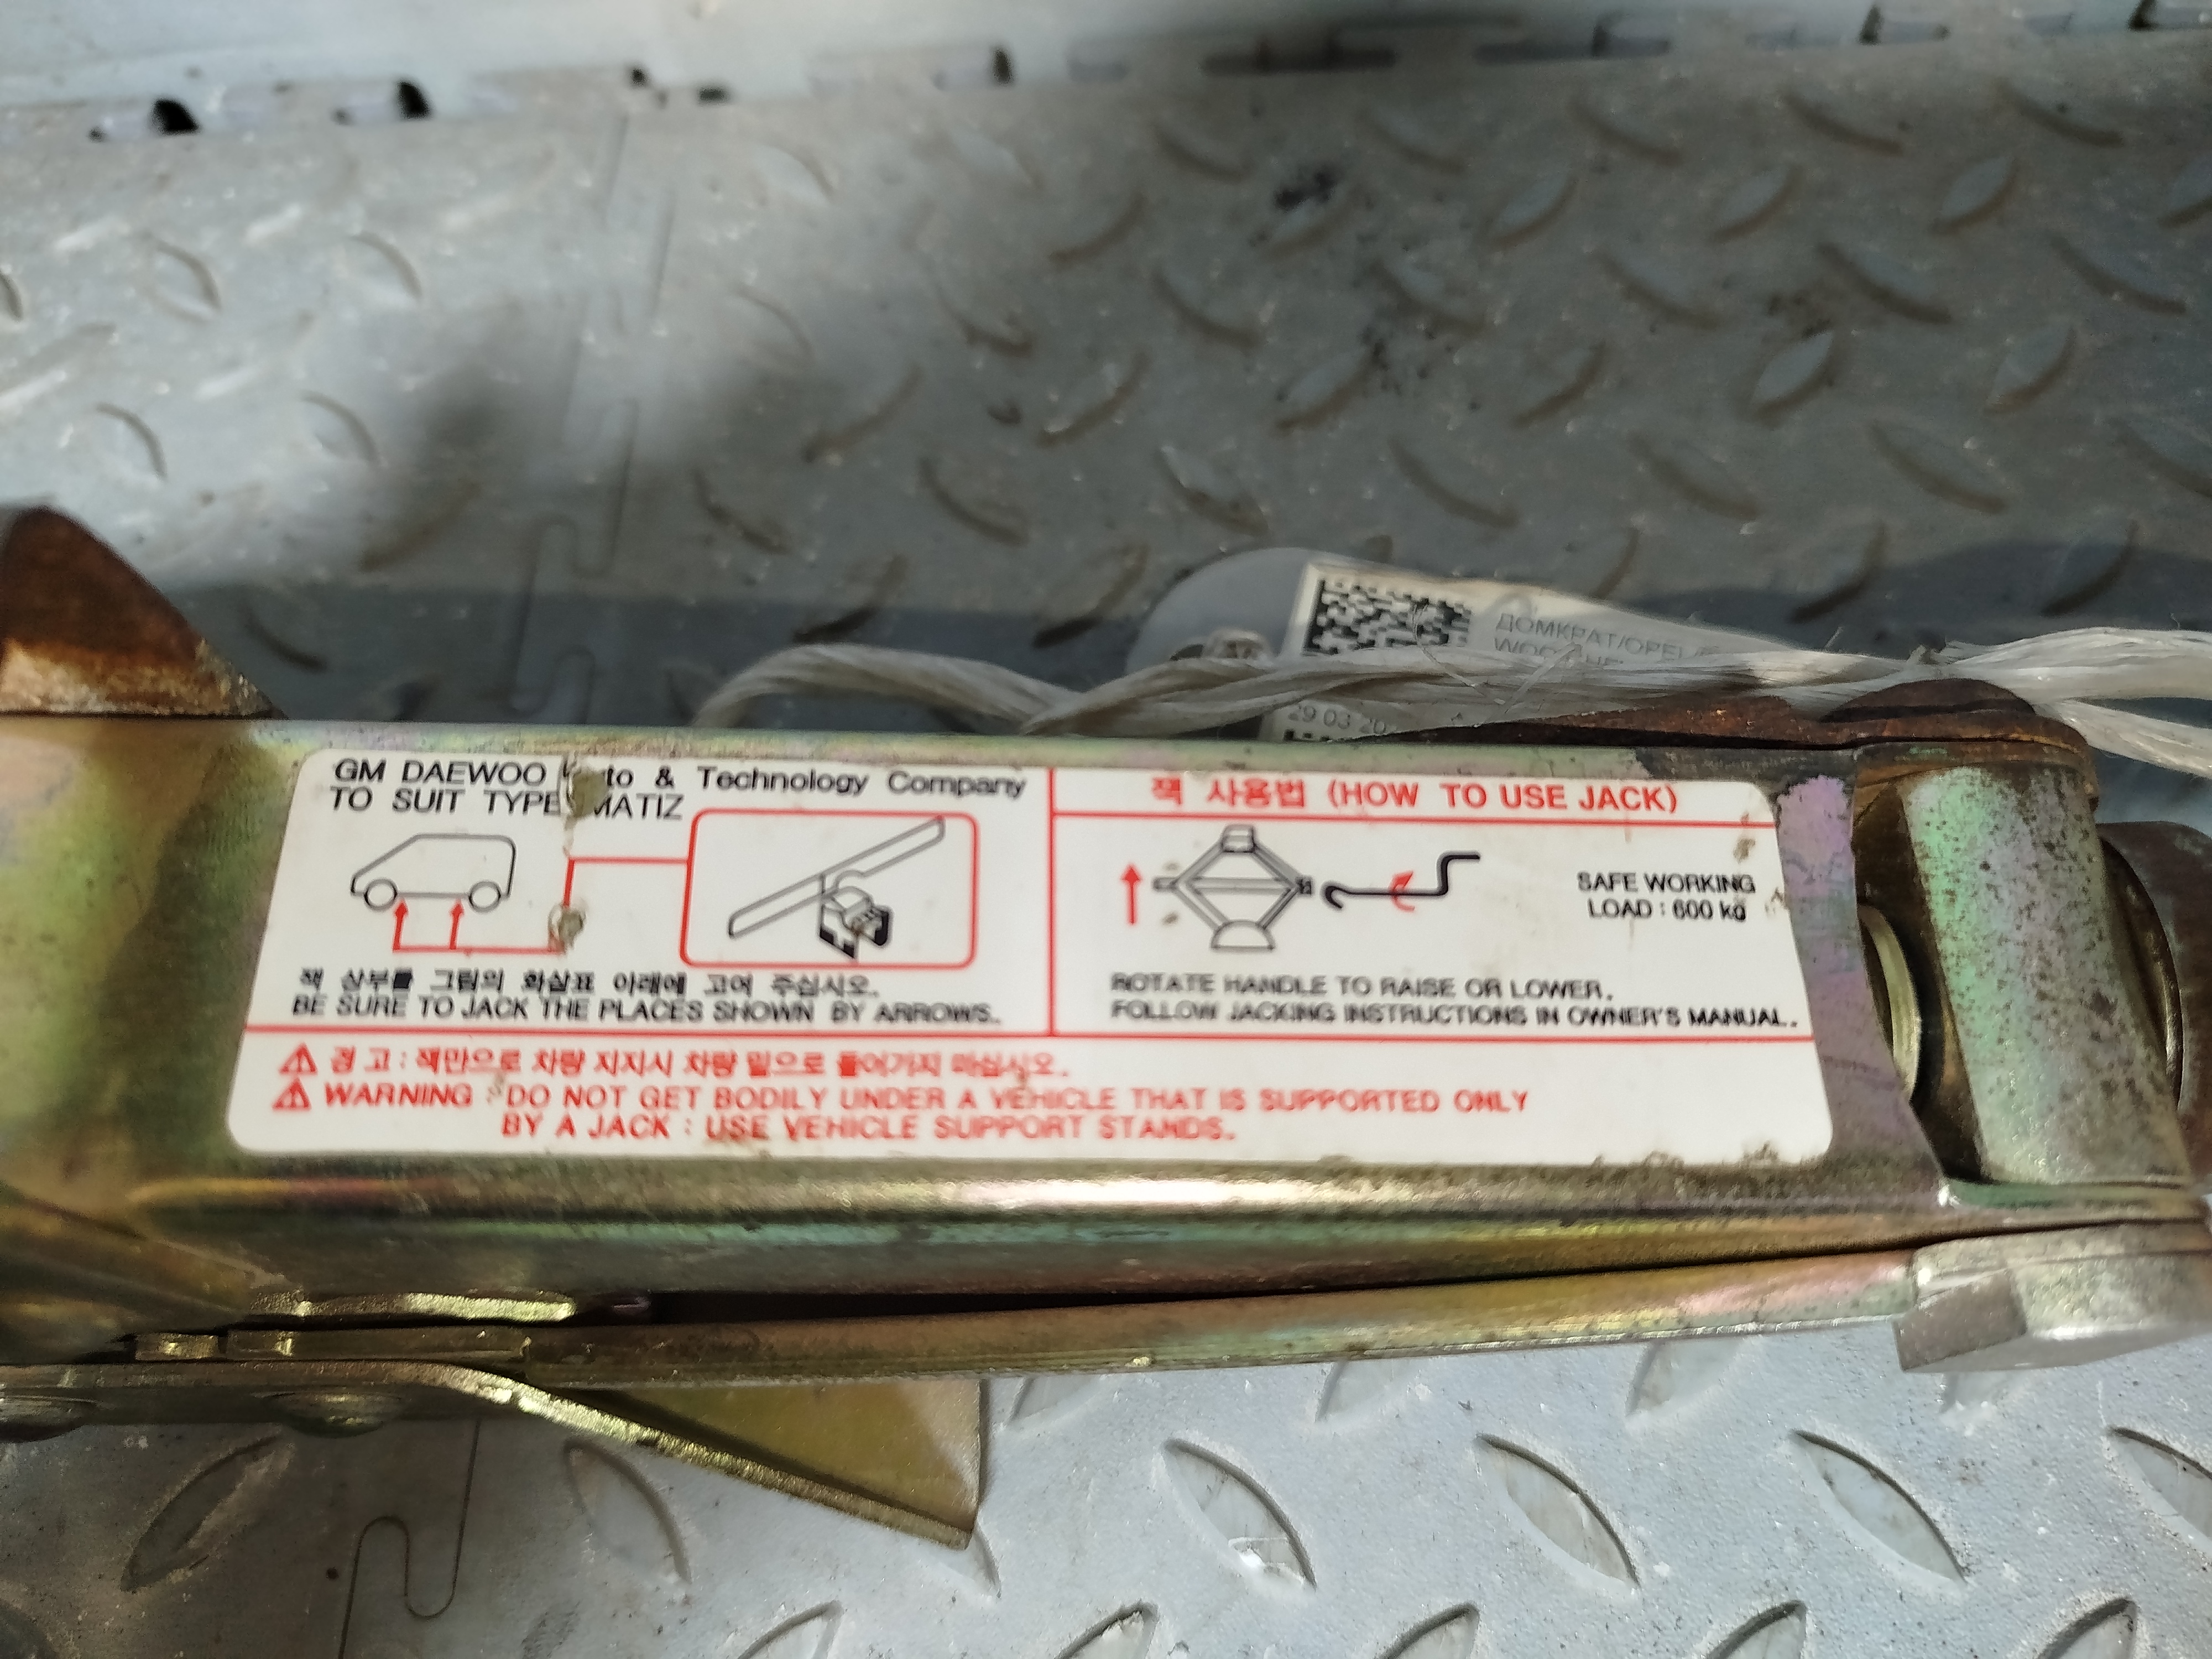 ДОМКРАТ/OPEL/
29 03 20
GM DAEWOO Auto & Technology Company
TO SUIT TYPE MATIZ
잭 상부를 그림의 화살표 아래에 고여 주십시오.
BE SURE TO JACK THE PLACES SHOWN BY ARROWS.
잭 사용법 (HOW TO USE JACK)
SAFE WORKING
LOAD : 600 kg
ROTATE HANDLE TO RAISE OR LOWER.
FOLLOW JACKING INSTRUCTIONS IN OWNER'S MANUAL.
⚠ 경 고 : 잭만으로 차량 지지시 차량 밑으로 들어가지 마십시오.
⚠ WARNING : DO NOT GET BODILY UNDER A VEHICLE THAT IS SUPPORTED ONLY
BY A JACK : USE VEHICLE SUPPORT STANDS.